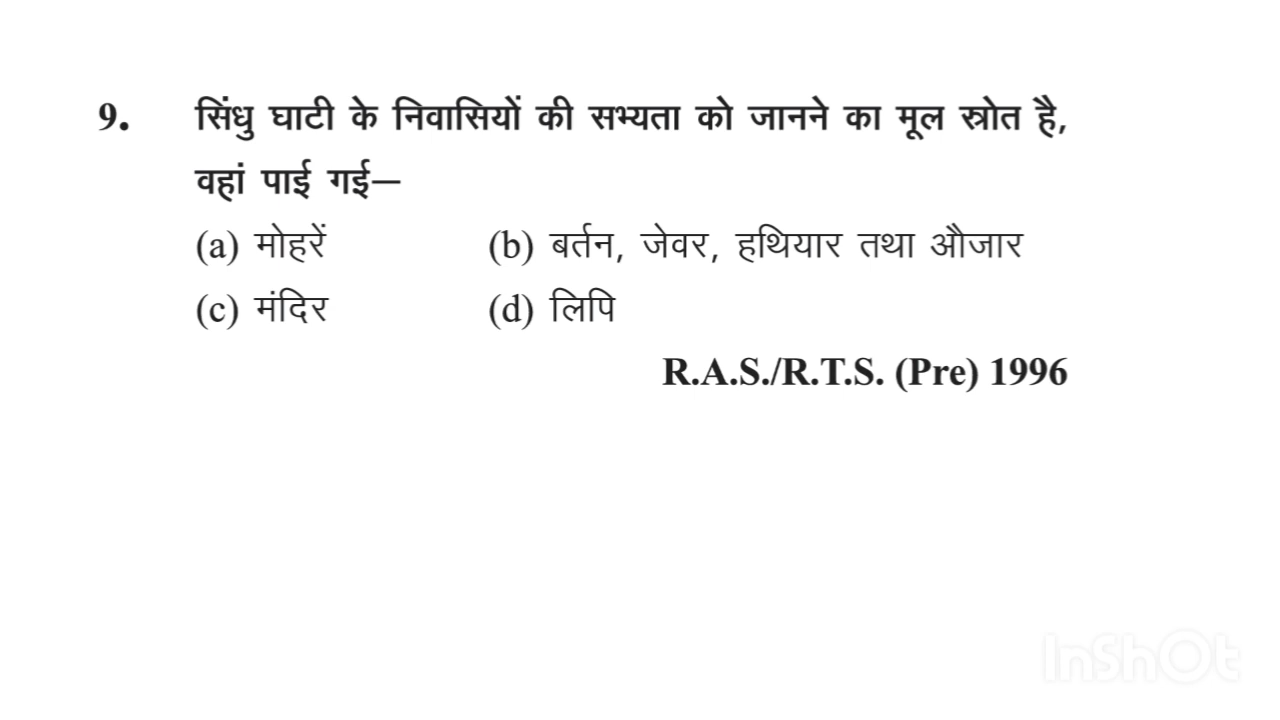 9. सिंधु घाटी के निवासियों की सभ्यता को जानने का मूल स्रोत है,
वहां पाई गई—
(a) मोहरें (b) बर्तन, जेवर, हथियार तथा औजार
(c) मंदिर (d) लिपि
R.A.S./R.T.S. (Pre) 1996
InShOt